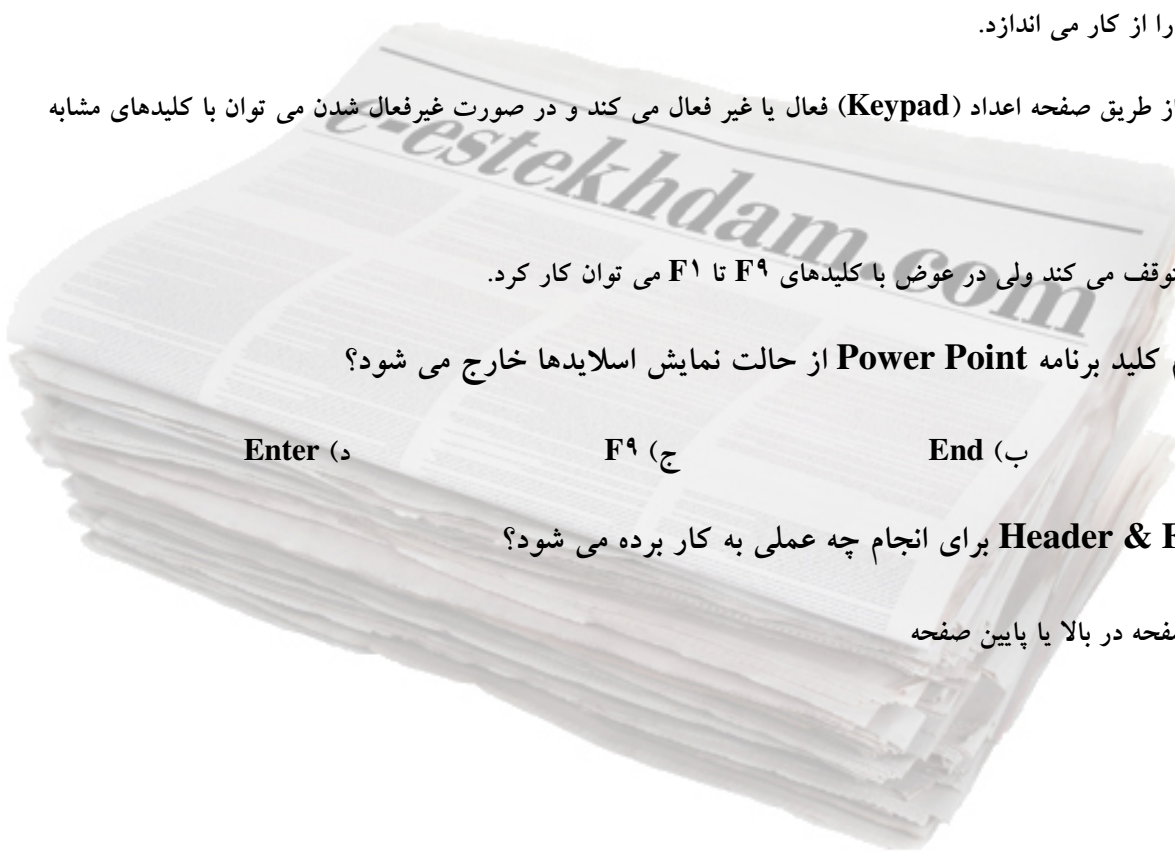 را از کار می اندازد.
از طریق صفحه اعداد (Keypad) فعال یا غیر فعال می کند و در صورت غیرفعال شدن می توان با کلیدهای مشابه
e-estekhdam.com
توقف می کند ولی در عوض با کلیدهای F۹ تا F۱ می توان کار کرد.
کلید برنامه Power Point از حالت نمایش اسلایدها خارج می شود؟
ب) End ج) F۹ د) Enter
Header & برای انجام چه عملی به کار برده می شود؟
صفحه در بالا یا پایین صفحه